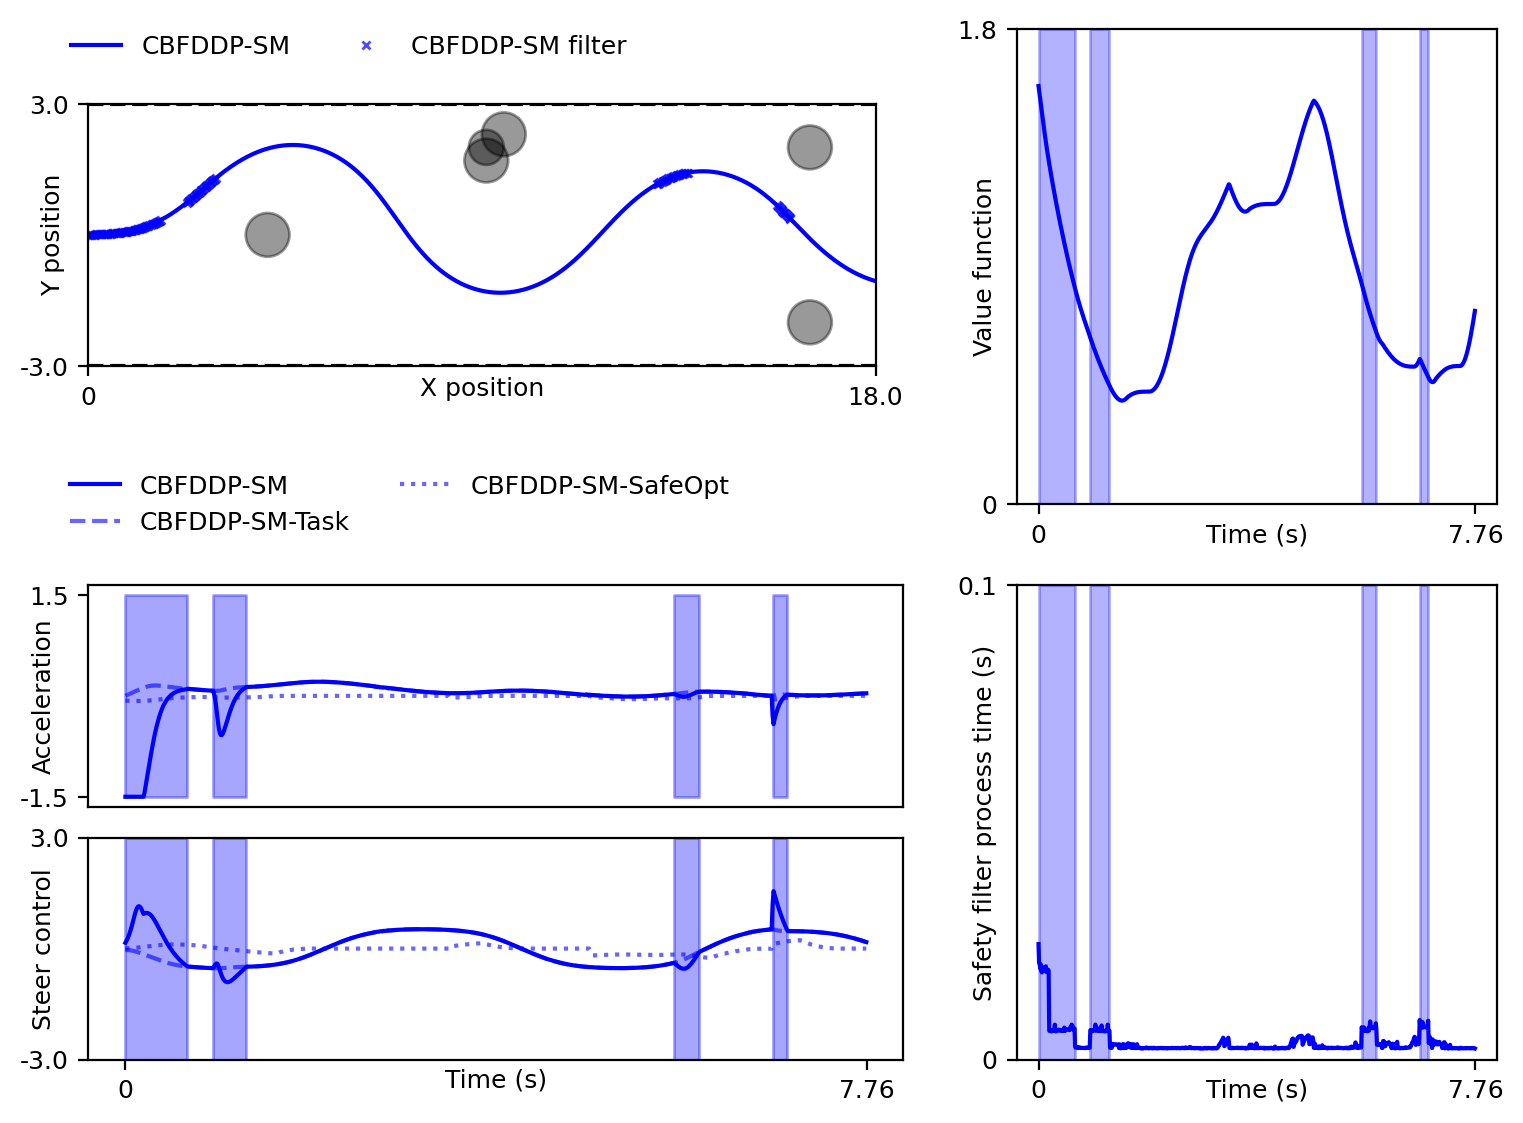 CBFDDP-SM
CBFDDP-SM filter
3.0
-3.0
Y position
0
X position
18.0
1.8
0
Value function
0
Time (s)
7.76
CBFDDP-SM
CBFDDP-SM-SafeOpt
CBFDDP-SM-Task
1.5
-1.5
Acceleration
3.0
-3.0
Steer control
0
Time (s)
7.76
0.1
0
Safety filter process time (s)
0
Time (s)
7.76